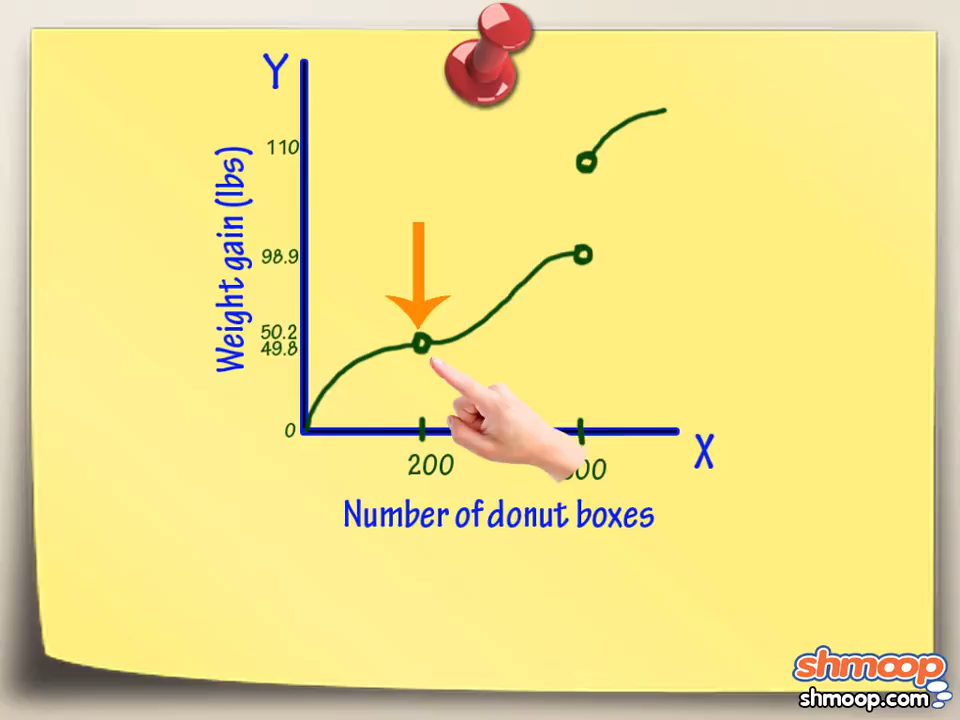 Y
110
Weight gain (lbs)
98.9
50.2
49.8
0
200
00
X
Number of donut boxes
shmoop
shmoop.com